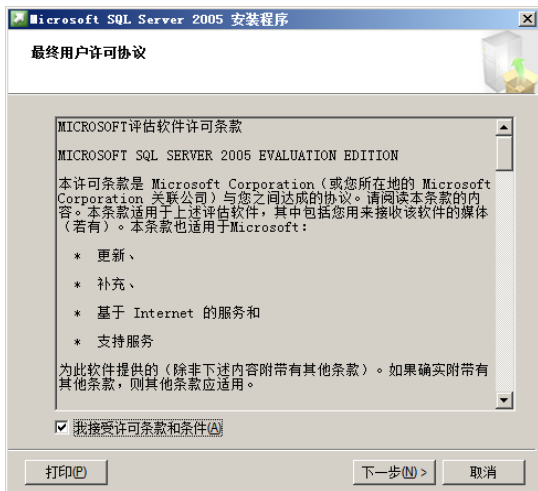 Microsoft SQL Server 2005 安装程序
最终用户许可协议
MICROSOFT评估软件许可条款
MICROSOFT SQL SERVER 2005 EVALUATION EDITION
本许可条款是 Microsoft Corporation（或您所在地的 Microsoft
Corporation 关联公司）与您之间达成的协议。请阅读本条款的内
容。本条款适用于上述评估软件，其中包括您用来接收该软件的媒体
（若有）。本条款也适用于Microsoft：
* 更新、
* 补充、
* 基于 Internet 的服务和
* 支持服务
为此软件提供的（除非下述内容附带有其他条款）。如果确实附带有
其他条款，则其他条款应适用。
我接受许可条款和条件(A)
打印(P)
下一步(N) >
取消